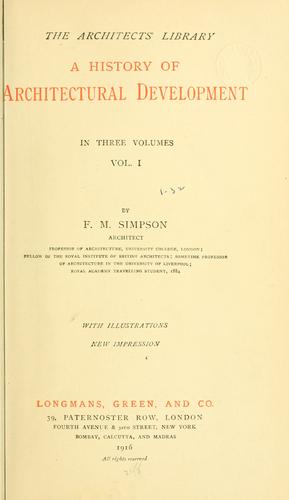 THE ARCHITECTS' LIBRARY
A HISTORY OF
ARCHITECTURAL DEVELOPMENT
IN THREE VOLUMES
VOL. I
1-32
BY
F. M. SIMPSON
ARCHITECT
PROFESSOR OF ARCHITECTURE, UNIVERSITY COLLEGE, LONDON;
FELLOW OF THE ROYAL INSTITUTE OF BRITISH ARCHITECTS; SOMETIME PROFESSOR
OF ARCHITECTURE IN THE UNIVERSITY OF LIVERPOOL;
ROYAL ACADEMY TRAVELLING STUDENT, 1884
WITH ILLUSTRATIONS
NEW IMPRESSION
LONGMANS, GREEN, AND CO.
39, PATERNOSTER ROW, LONDON
FOURTH AVENUE & 30TH STREET, NEW YORK
BOMBAY, CALCUTTA, AND MADRAS
1916
All rights reserved